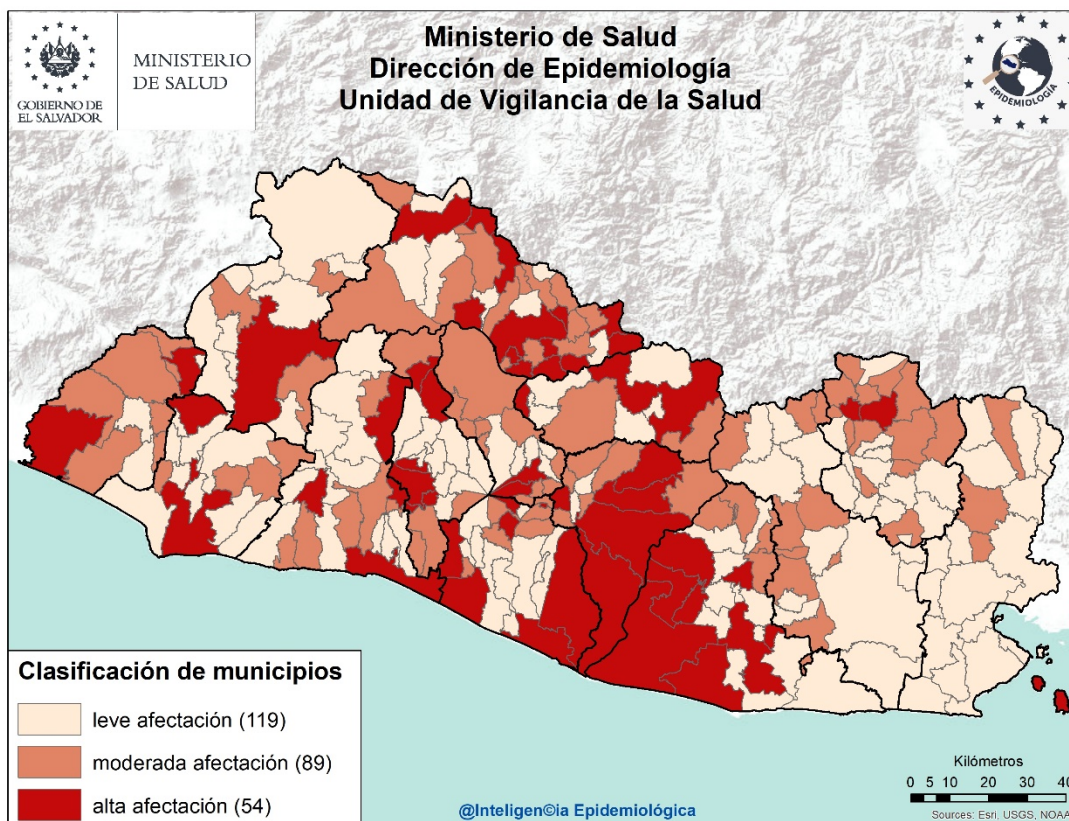 Ministerio de Salud
Dirección de Epidemiología
Unidad de Vigilancia de la Salud
GOBIERNO DE
EL SALVADOR
MINISTERIO
DE SALUD
EPIDEMIOLOGÍA
Clasificación de municipios
leve afectación (119)
moderada afectación (89)
alta afectación (54)
@Inteligen©ia Epidemiológica
Kilómetros
0 5 10 20 30 40
Sources: Esri, USGS, NOAA